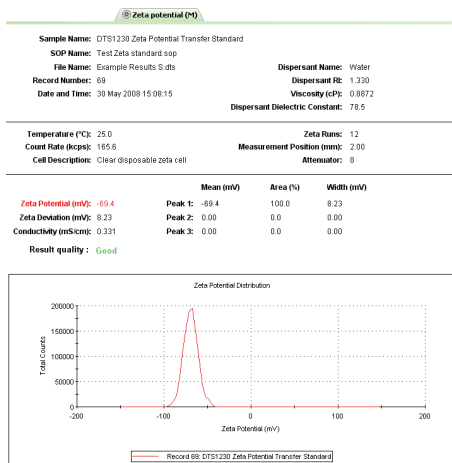 Zeta potential (M)
Sample Name: DTS1230 Zeta Potential Transfer Standard
SOP Name: Test Zeta standard.sop
File Name: Example Results S.dts Dispersant Name: Water
Record Number: 69 Dispersant RI: 1.330
Date and Time: 30 May 2008 15:08:15 Viscosity (cP): 0.8872
Dispersant Dielectric Constant: 78.5
Temperature (°C): 25.0 Zeta Runs: 12
Count Rate (kcps): 165.6 Measurement Position (mm): 2.00
Cell Description: Clear disposable zeta cell Attenuator: 8
Mean (mV) Area (%) Width (mV)
Zeta Potential (mV): -69.4 Peak 1: -69.4 100.0 8.23
Zeta Deviation (mV): 8.23 Peak 2: 0.00 0.0 0.00
Conductivity (mS/cm): 0.331 Peak 3: 0.00 0.0 0.00
Result quality : Good
Zeta Potential Distribution
200000
150000
100000
50000
0
Total Counts
-200 -100 0 100 200
Zeta Potential (mV)
Record 69: DTS1230 Zeta Potential Transfer Standard